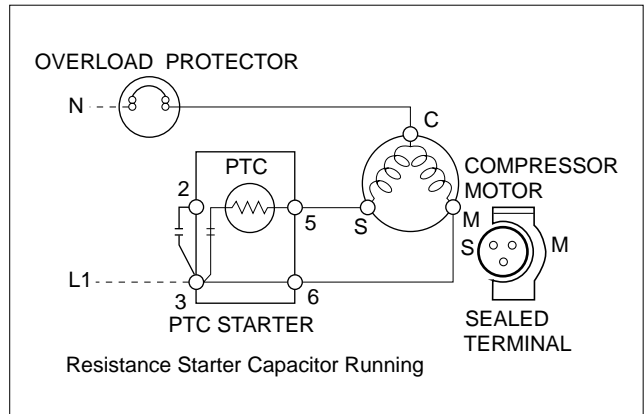 OVERLOAD PROTECTOR
N
C
PTC
COMPRESSOR
MOTOR
2
5
S
M
S
M
L1
3
6
PTC STARTER
SEALED
TERMINAL
Resistance Starter Capacitor Running